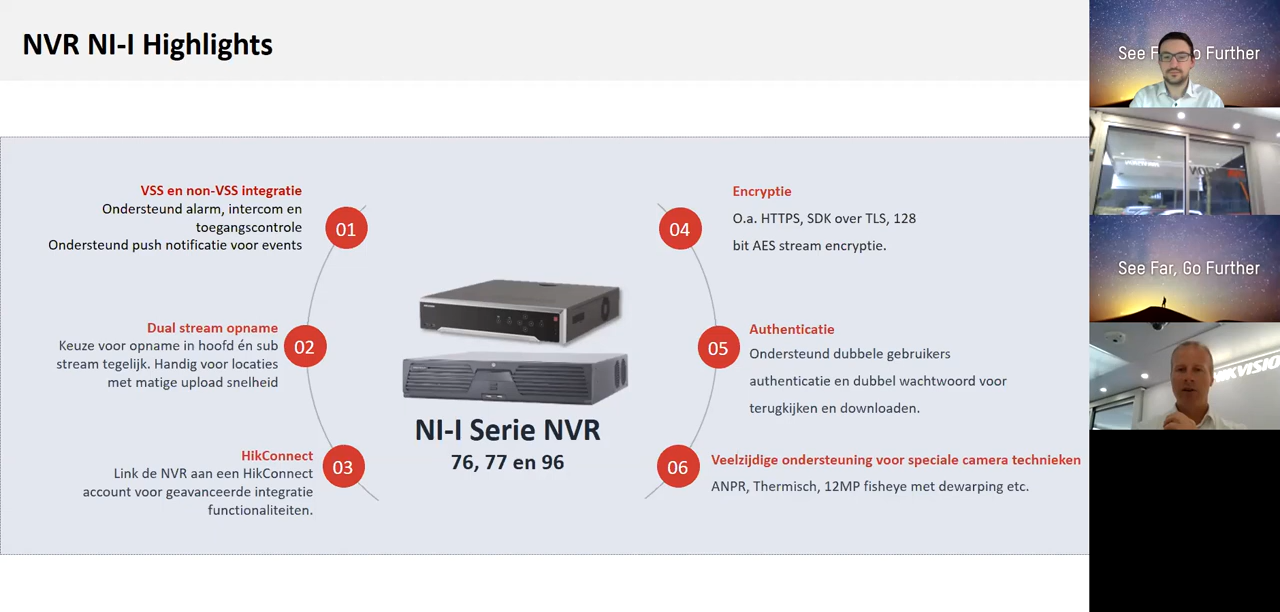 NVR NI-I Highlights
VSS en non-VSS integratie
Ondersteund alarm, intercom en
toegangscontrole
Ondersteund push notificatie voor events
01
Dual stream opname
Keuze voor opname in hoofd én sub
stream tegelijk. Handig voor locaties
met matige upload snelheid
02
HikConnect
Link de NVR aan een HikConnect
account voor geavanceerde integratie
functionaliteiten.
03
NI-I Serie NVR
76, 77 en 96
04
Encryptie
O.a. HTTPS, SDK over TLS, 128
bit AES stream encryptie.
05
Authenticatie
Ondersteund dubbele gebruikers
authenticatie en dubbel wachtwoord voor
terugkijken en downloaden.
06
Veelzijdige ondersteuning voor speciale camera technieken
ANPR, Thermisch, 12MP fisheye met dewarping etc.
See F o Further
See Far, Go Further
HIKVISIO